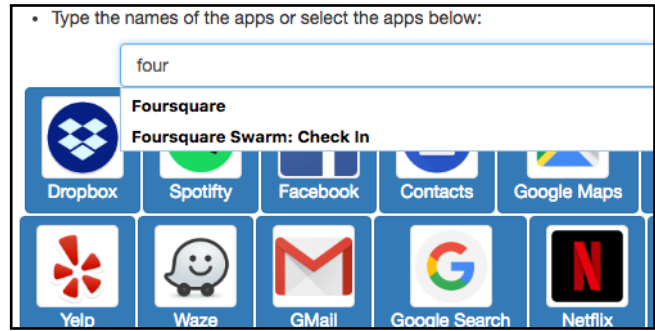 • Type the names of the apps or select the apps below:
four
Foursquare
Foursquare Swarm: Check In
Dropbox Spotifty Facebook Contacts Google Maps
Yelp Waze GMail Google Search Netflix